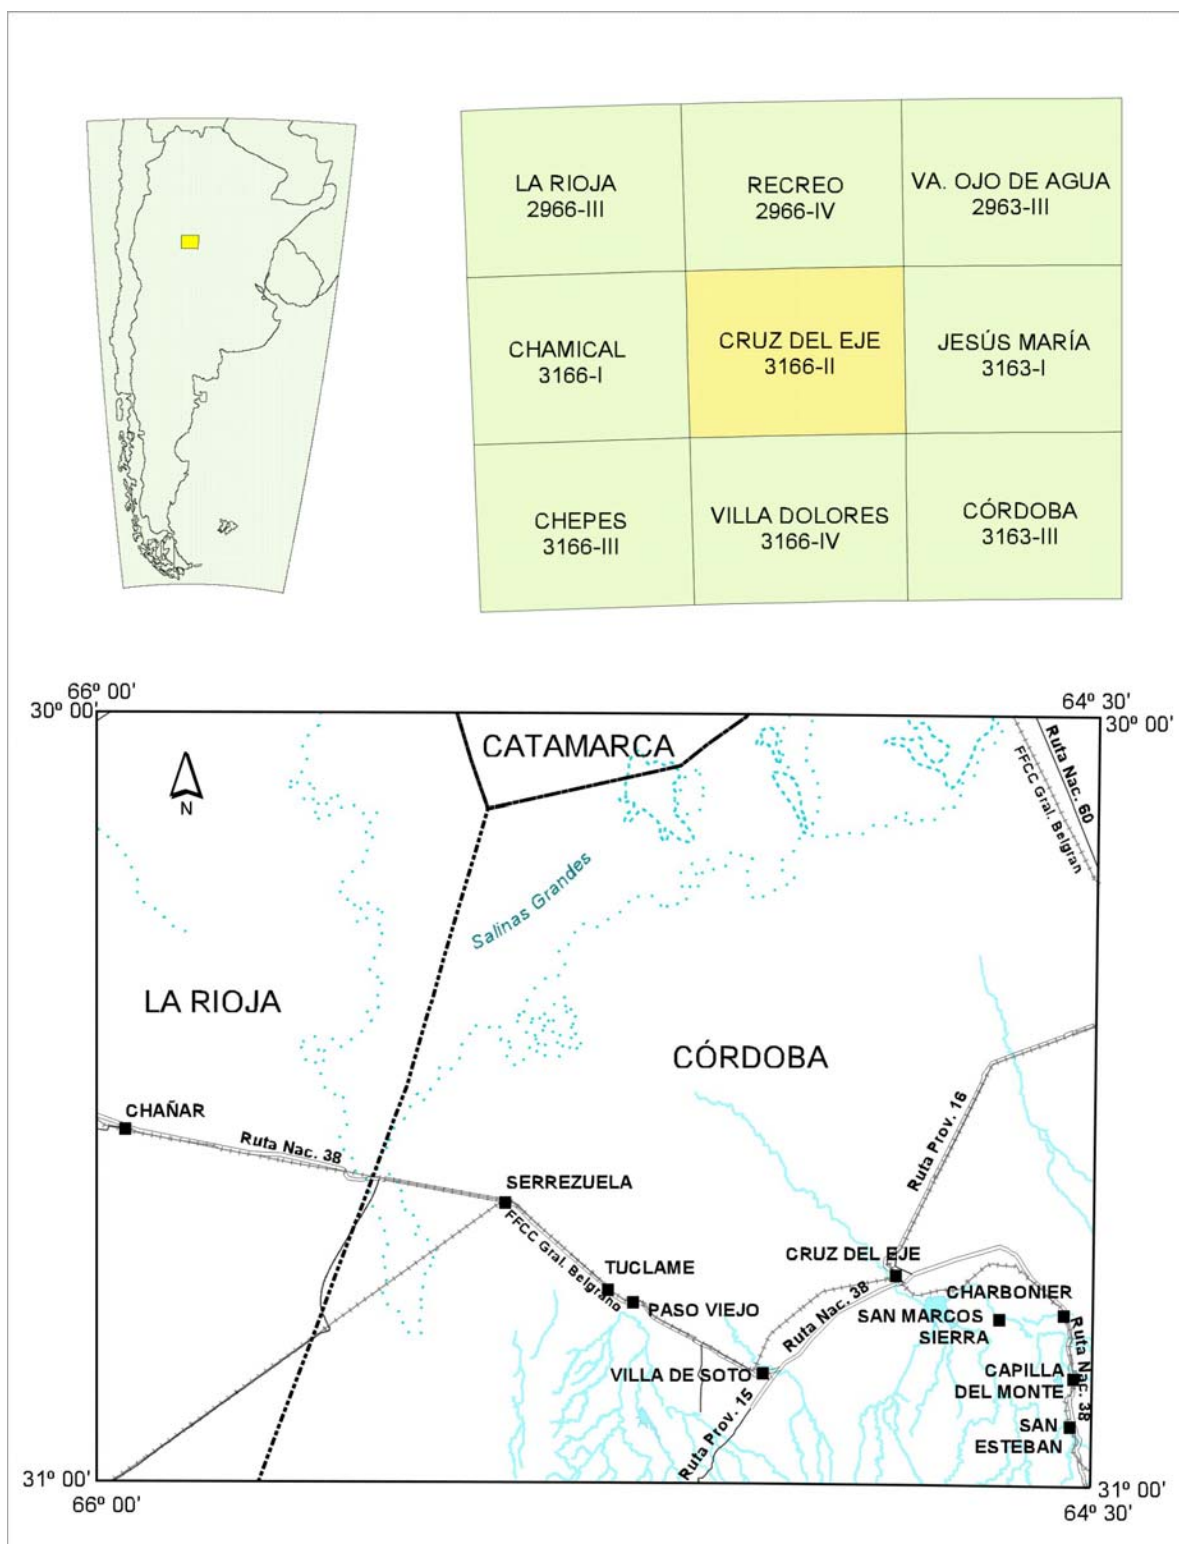 LA RIOJA
2966-III
RECREO
2966-IV
VA. OJO DE AGUA
2963-III
CHAMICAL
3166-I
CRUZ DEL EJE
3166-II
JESÚS MARÍA
3163-I
CHEPES
3166-III
VILLA DOLORES
3166-IV
CÓRDOBA
3163-III
66º 00'
30º 00'
64º 30'
30º 00'
CATAMARCA
N
Ruta Nac. 60
FFCC Gral. Belgran
Salinas Grandes
LA RIOJA
CÓRDOBA
CHAÑAR
Ruta Nac. 38
Ruta Prov. 16
SERREZUELA
FFCC Gral. Belgrano
TUCLAME
PASO VIEJO
CRUZ DEL EJE
Ruta Nac. 38
CHARBONIER
SAN MARCOS
SIERRA
Ruta Nac. 38
VILLA DE SOTO
Ruta Prov. 15
CAPILLA
DEL MONTE
SAN
ESTEBAN
31º 00'
66º 00'
31º 00'
64º 30'